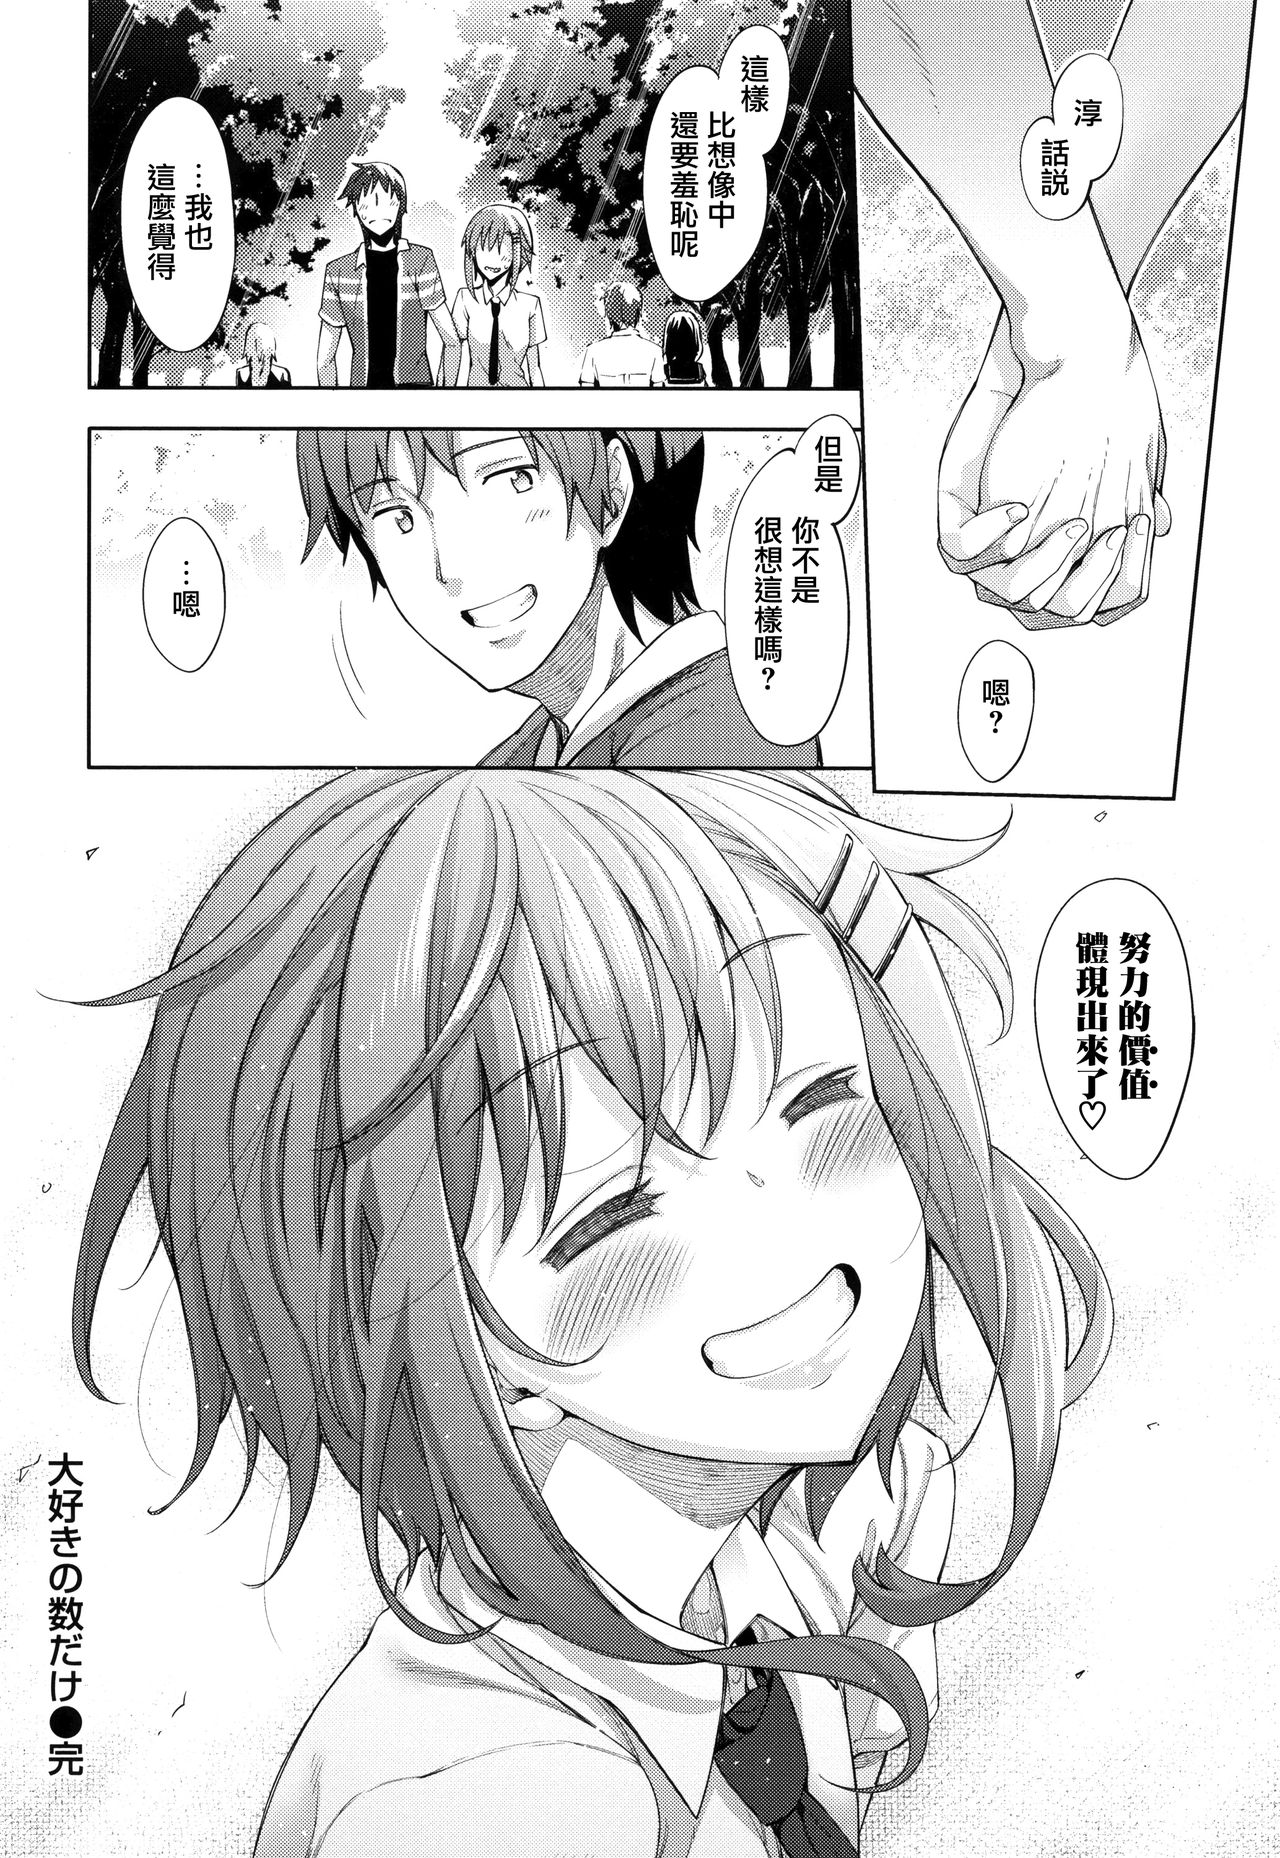 淳
話説
嗯?
這樣
比想像中
還要羞恥呢
…我也
這麼覺得
但是
你不是
很想這樣嗎?
…嗯
努力的價值
體現出來了♡
大好きの数だけ●完